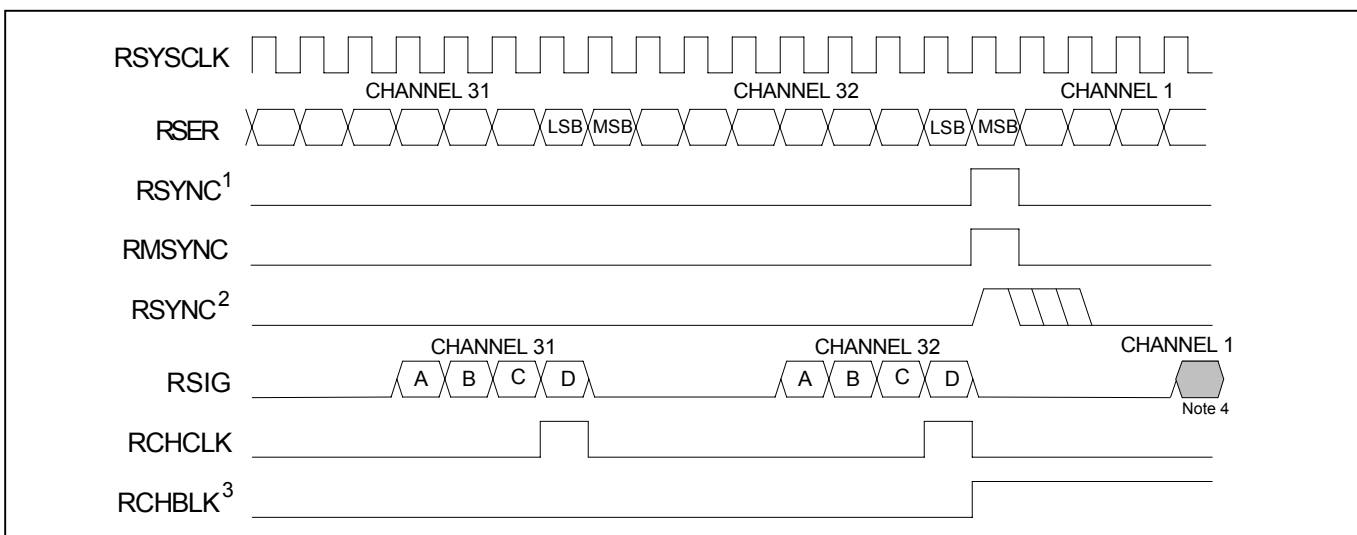 RSYSCLK
CHANNEL 31 CHANNEL 32 CHANNEL 1
RSER LSB MSB LSB MSB
RSYNC1
RMSYNC
RSYNC2
CHANNEL 31 CHANNEL 32 CHANNEL 1
RSIG A B C D A B C D
Note 4
RCHCLK
RCHBLK3